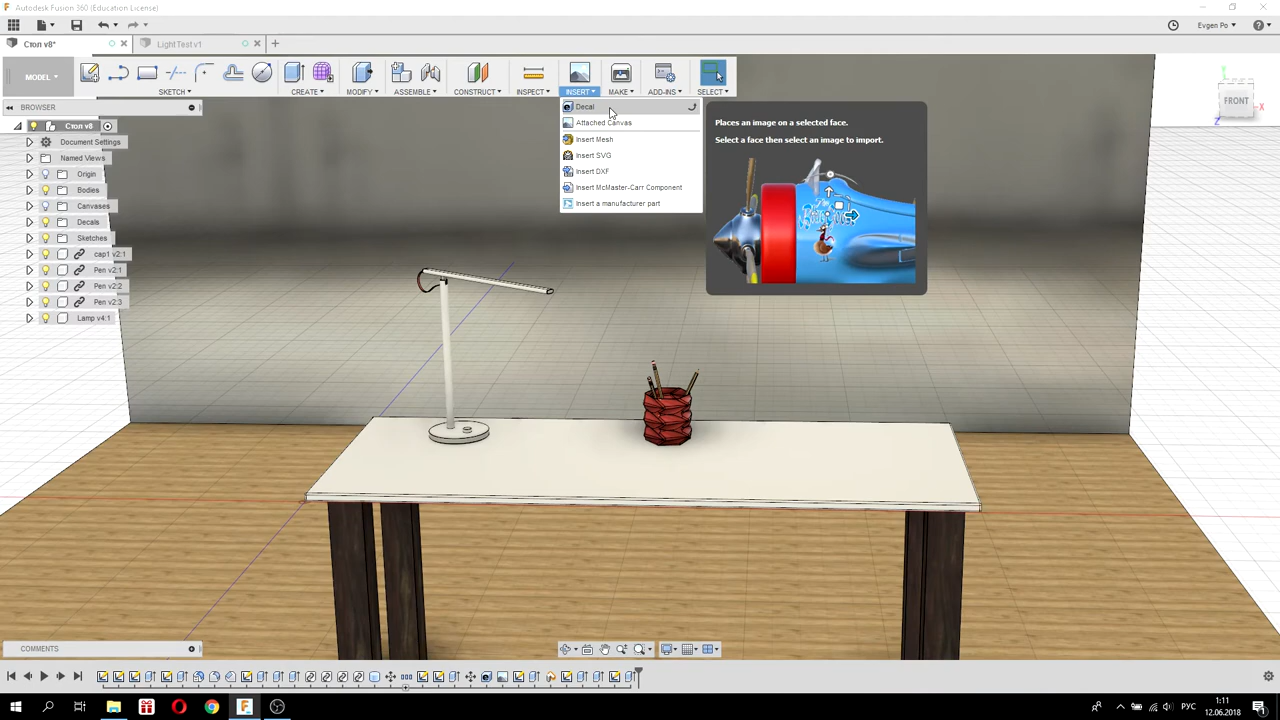 Autodesk Fusion 360 (Education License)
Evgen Po
Стол v8*
LightTest v1
MODEL
SKETCH
CREATE
MODIFY
ASSEMBLE
CONSTRUCT
INSPECT
INSERT
MAKE
ADD-INS
SELECT
BROWSER
Decal
Attached Canvas
Insert Mesh
Insert SVG
Insert DXF
Insert McMaster-Carr Component
Insert a manufacturer part
Places an image on a selected face.
Select a face then select an image to import.
FRONT
X
Z
Стол v8
Document Settings
Named Views
Origin
Bodies
Canvases
Decals
Sketches
cap1 v2:1
Pen v2:1
Pen v2:2
Pen v2:3
Lamp v4:1
COMMENTS
РУС
1:11
12.06.2018